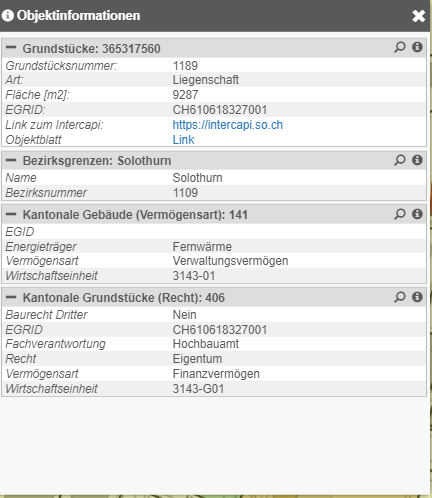 Objektinformationen
Grundstücke: 365317560
Grundstücksnummer: 1189
Art: Liegenschaft
Fläche [m2]: 9287
EGRID: CH610618327001
Link zum Intercapi: https://intercapi.so.ch
Objektblatt Link
Bezirksgrenzen: Solothurn
Name Solothurn
Bezirksnummer 1109
Kantonale Gebäude (Vermögensart): 141
EGID
Energieträger Fernwärme
Vermögensart Verwaltungsvermögen
Wirtschaftseinheit 3143-01
Kantonale Grundstücke (Recht): 406
Baurecht Dritter Nein
EGRID CH610618327001
Fachverantwortung Hochbauamt
Recht Eigentum
Vermögensart Finanzvermögen
Wirtschaftseinheit 3143-G01